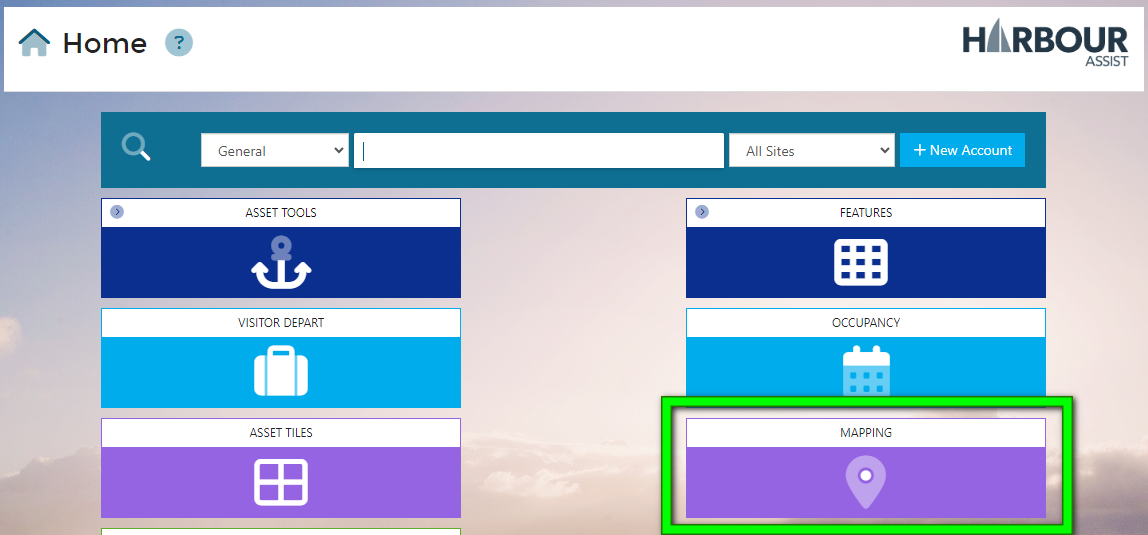 Home ?
HARBOUR
ASSIST
General
All Sites
+ New Account
ASSET TOOLS
FEATURES
VISITOR DEPART
OCCUPANCY
ASSET TILES
MAPPING